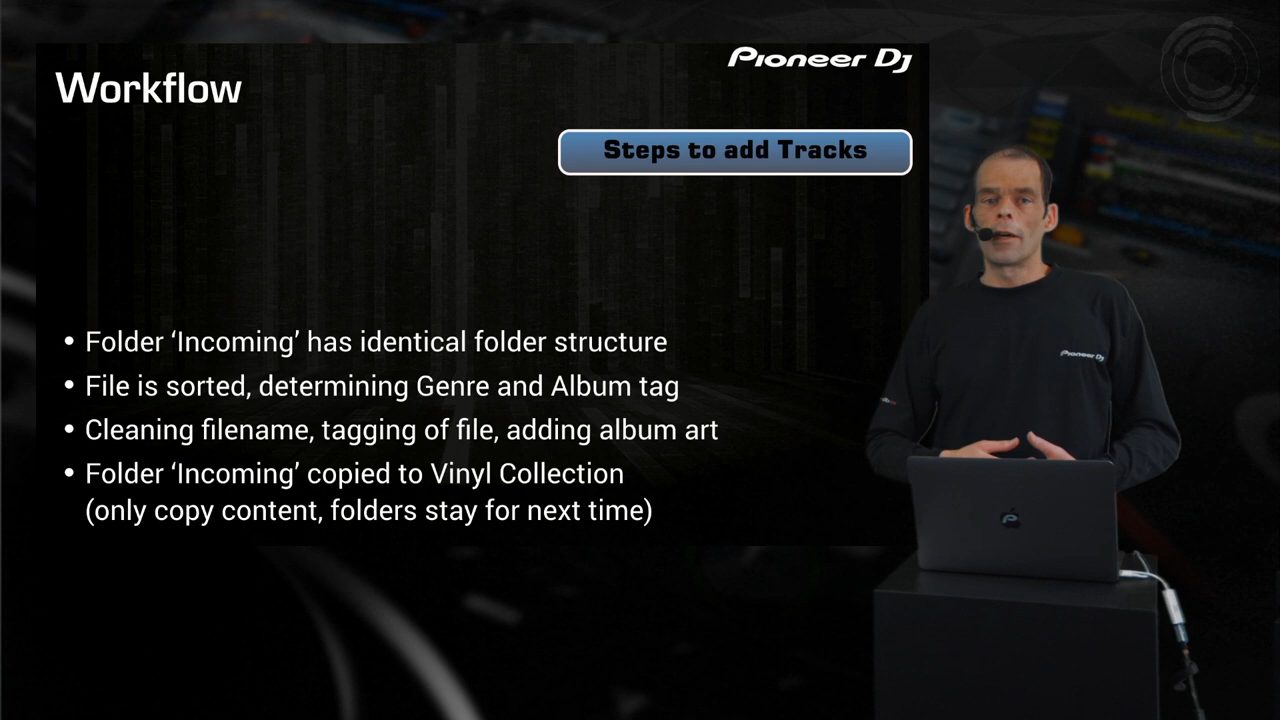 Pioneer Dj
Workflow
Steps to add Tracks
• Folder ‘Incoming’ has identical folder structure
• File is sorted, determining Genre and Album tag
• Cleaning filename, tagging of file, adding album art
• Folder ‘Incoming’ copied to Vinyl Collection
(only copy content, folders stay for next time)
Pioneer Dj